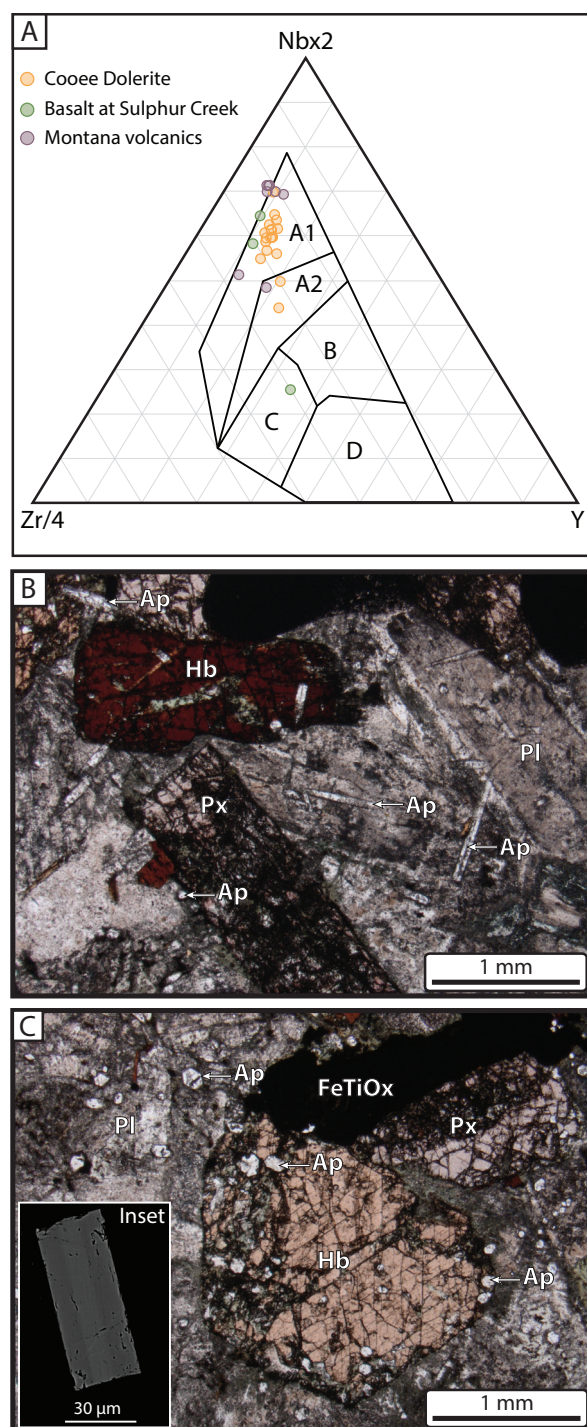 A
Nbx2
Cooee Dolerite
Basalt at Sulphur Creek
Montana volcanics
A1
A2
B
C
D
Zr/4
Y
B
Ap
Hb
Pl
Px
Ap
Ap
Ap
1 mm
C
Ap
FeTiOx
Pl
Px
Ap
Inset
Hb
Ap
30 µm
1 mm